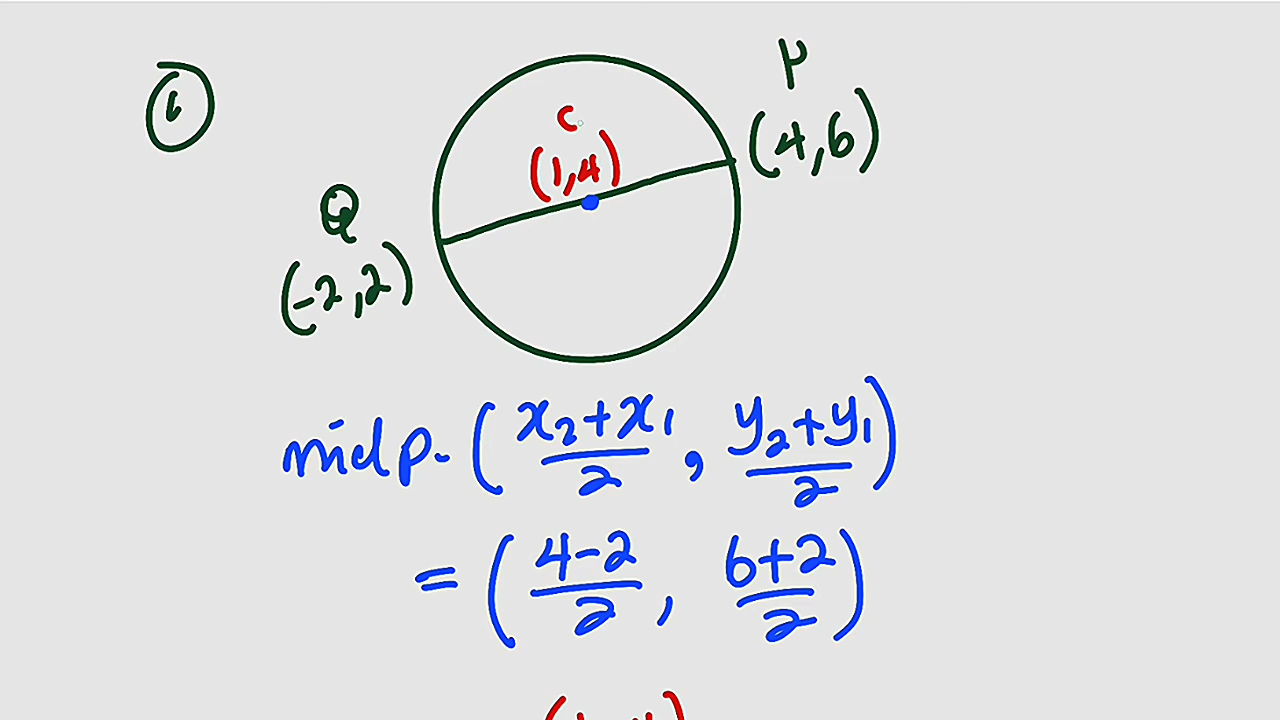 6
P
(4,6)
C
(1,4)
Q
(-2,2)
midp. (x₂+x₁/2, y₂+y₁/2)
= (4-2/2, 6+2/2)